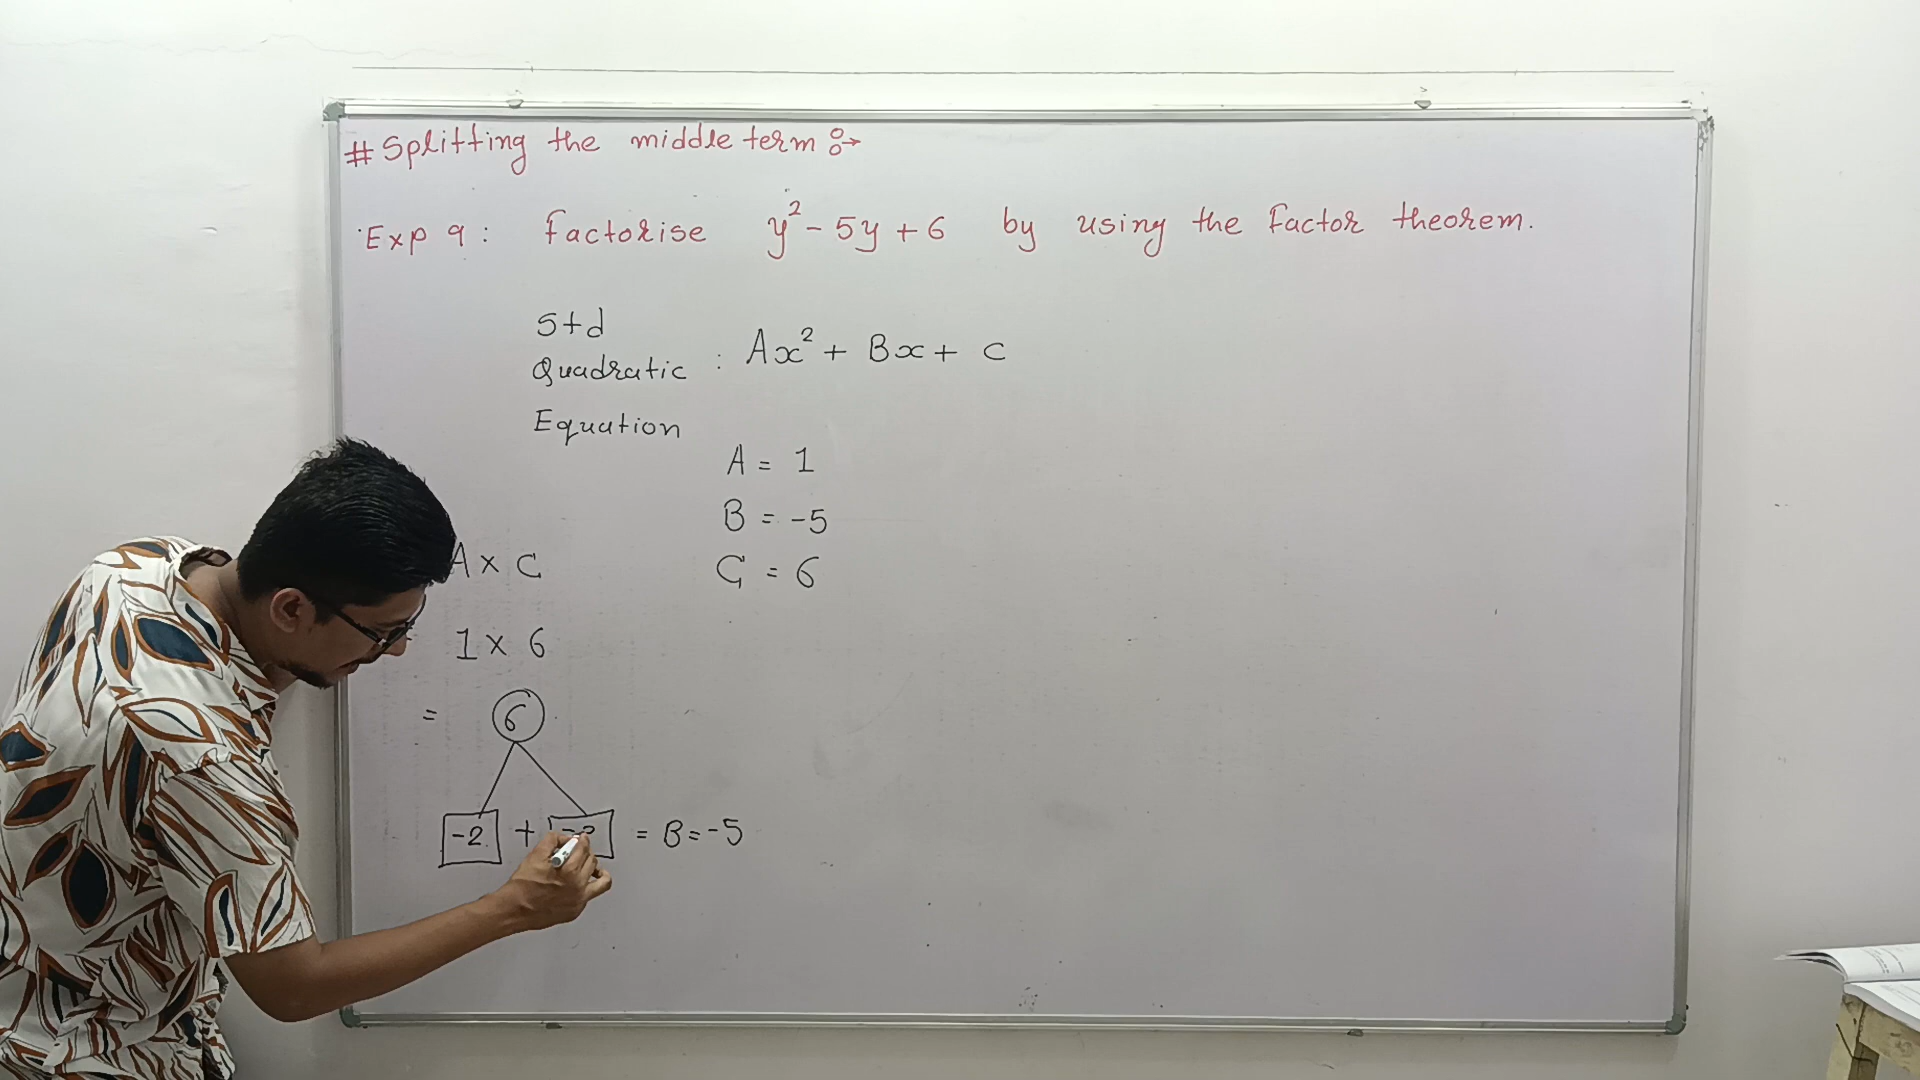 # Splitting the middle term :→
Exp 9 : factorise y² - 5y + 6 by using the Factor theorem.
Std
Quadratic : Ax² + Bx + C
Equation
A = 1
B = -5
C = 6
A × C
1 × 6
= 6
-2 + = B = -5